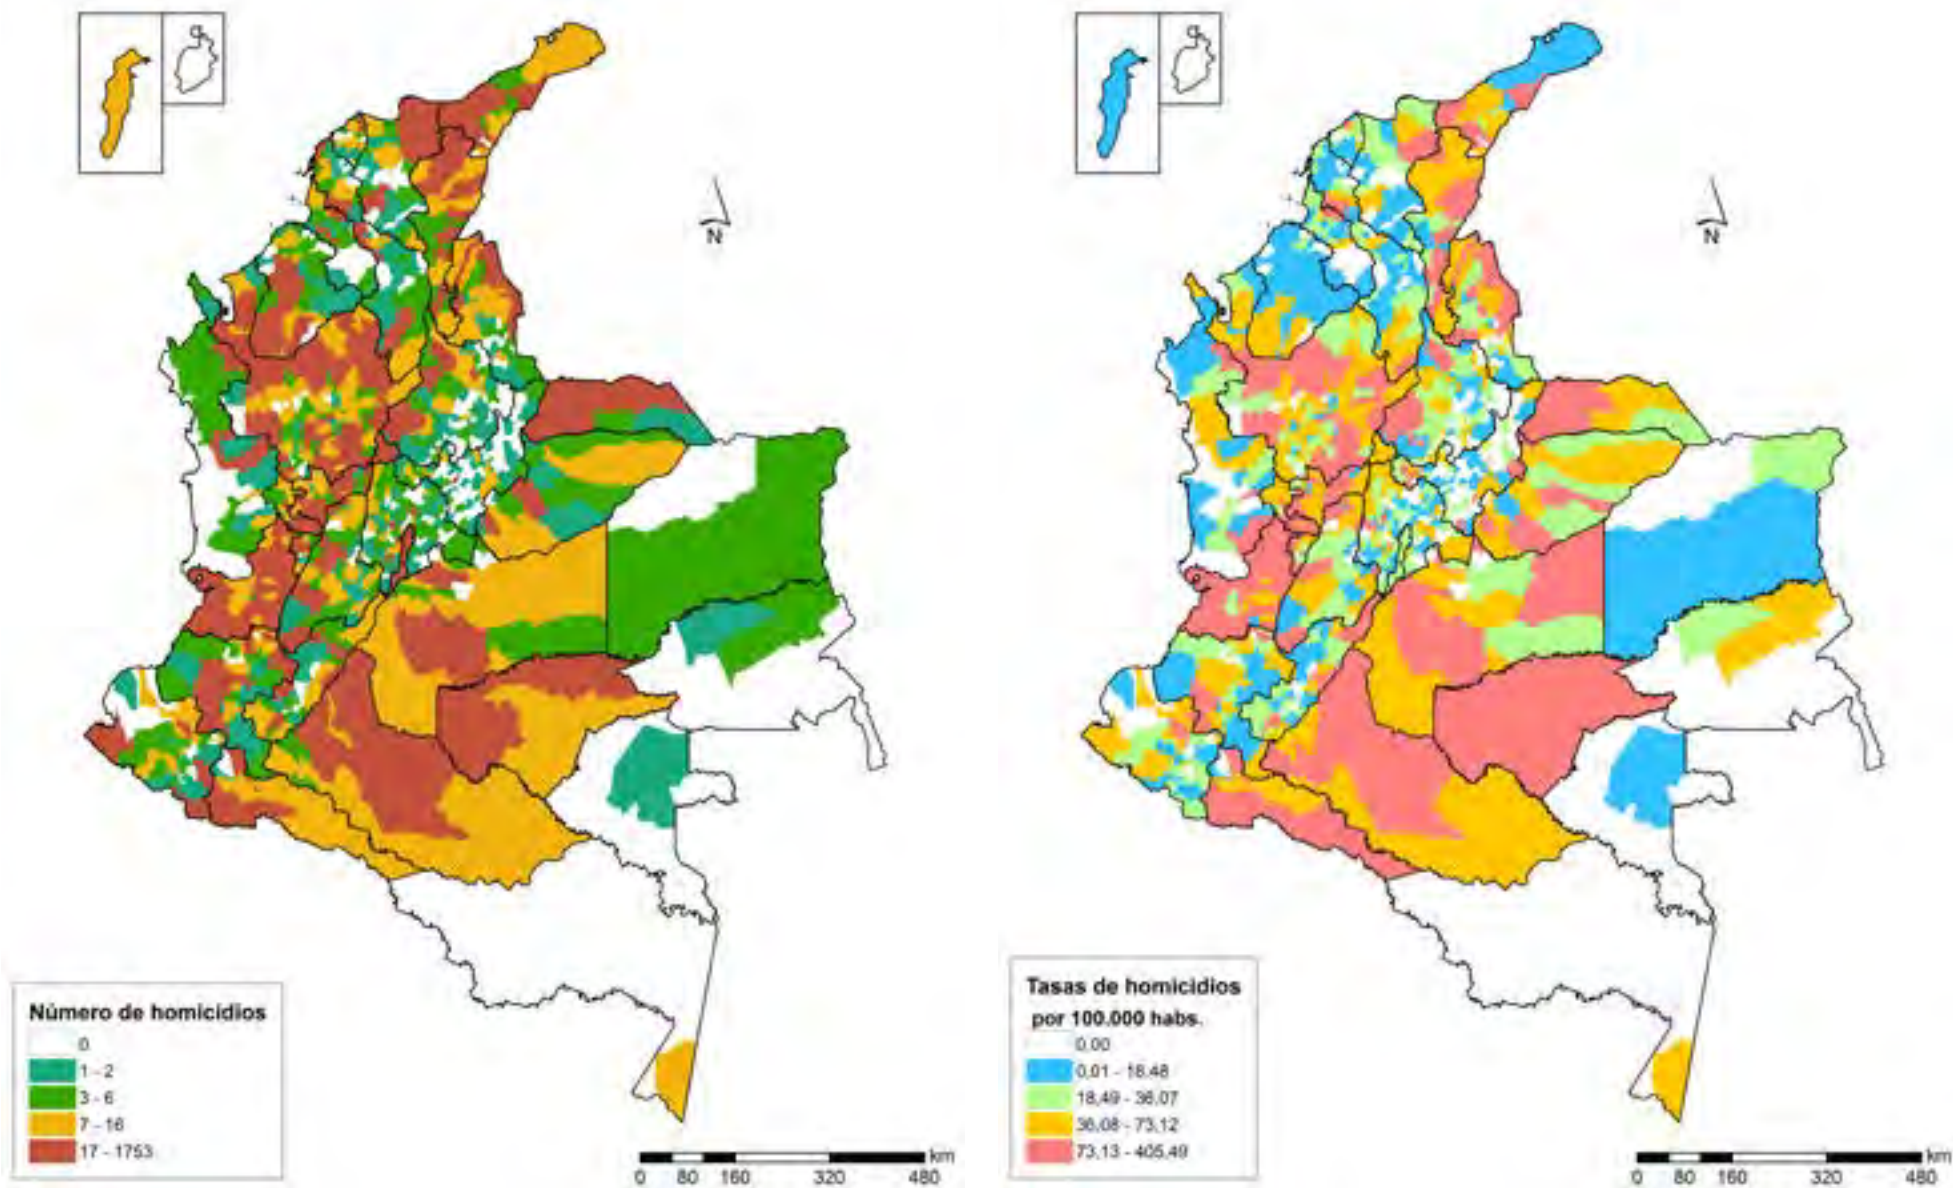 N
Número de homicidios
0
1 - 2
3 - 6
7 - 16
17 - 1753
km
0 80 160 320 480
N
Tasas de homicidios
por 100.000 habs.
0,00
0,01 - 18,48
18,49 - 36,07
36,08 - 73,12
73,13 - 405,49
km
0 80 160 320 480